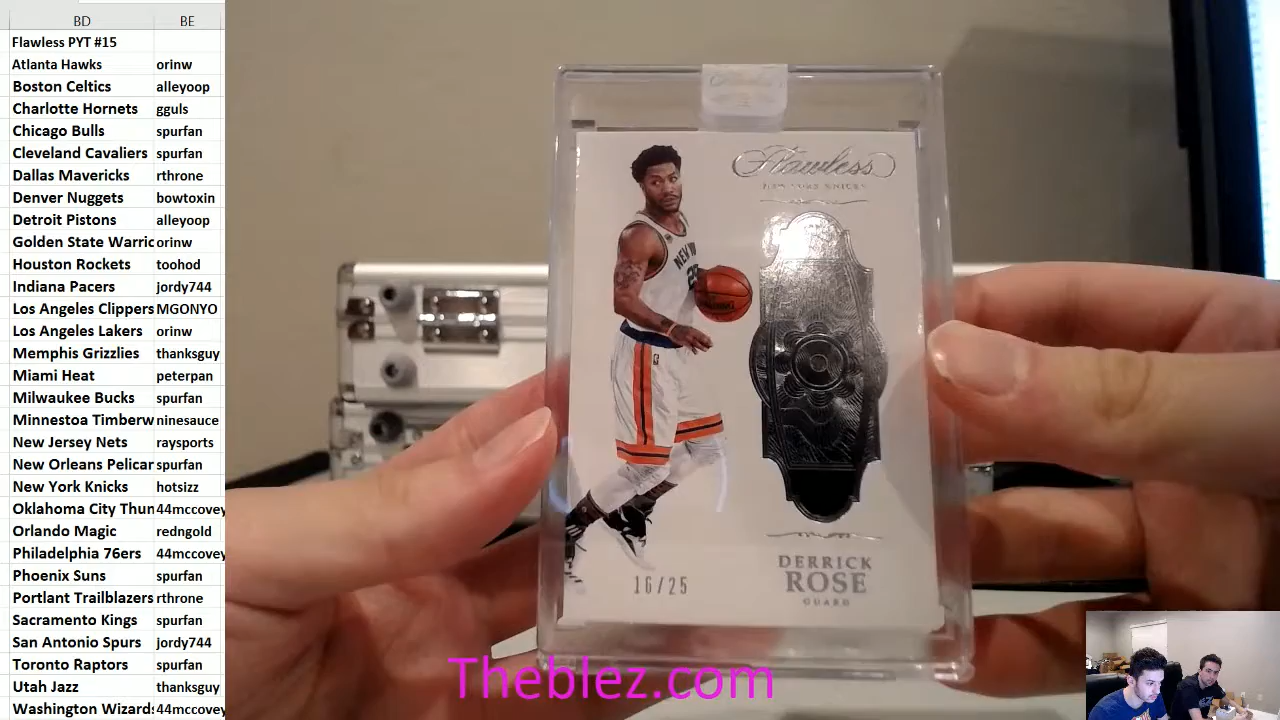 BD BE
Flawless PYT #15
Atlanta Hawks orinw
Boston Celtics alleyoop
Charlotte Hornets gguls
Chicago Bulls spurfan
Cleveland Cavaliers spurfan
Dallas Mavericks rthrone
Denver Nuggets bowtoxin
Detroit Pistons alleyoop
Golden State Warric orinw
Houston Rockets toohod
Indiana Pacers jordy744
Los Angeles Clippers MGONYO
Los Angeles Lakers orinw
Memphis Grizzlies thanksguy
Miami Heat peterpan
Milwaukee Bucks spurfan
Minnestoa Timberw ninesauce
New Jersey Nets raysports
New Orleans Pelicar spurfan
New York Knicks hotsizz
Oklahoma City Thun 44mccovey
Orlando Magic redngold
Philadelphia 76ers 44mccovey
Phoenix Suns spurfan
Portlant Trailblazers rthrone
Sacramento Kings spurfan
San Antonio Spurs jordy744
Toronto Raptors spurfan
Utah Jazz thanksguy
Washington Wizards 44mccovey
Flawless
NEW YORK KNICKS
NEW
SPALDING
16/25
DERRICK
ROSE
GUARD
Theblez.com